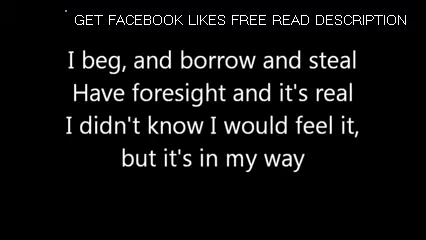 GET FACEBOOK LIKES FREE READ DESCRIPTION
I beg, and borrow and steal
Have foresight and it's real
I didn't know I would feel it,
but it's in my way